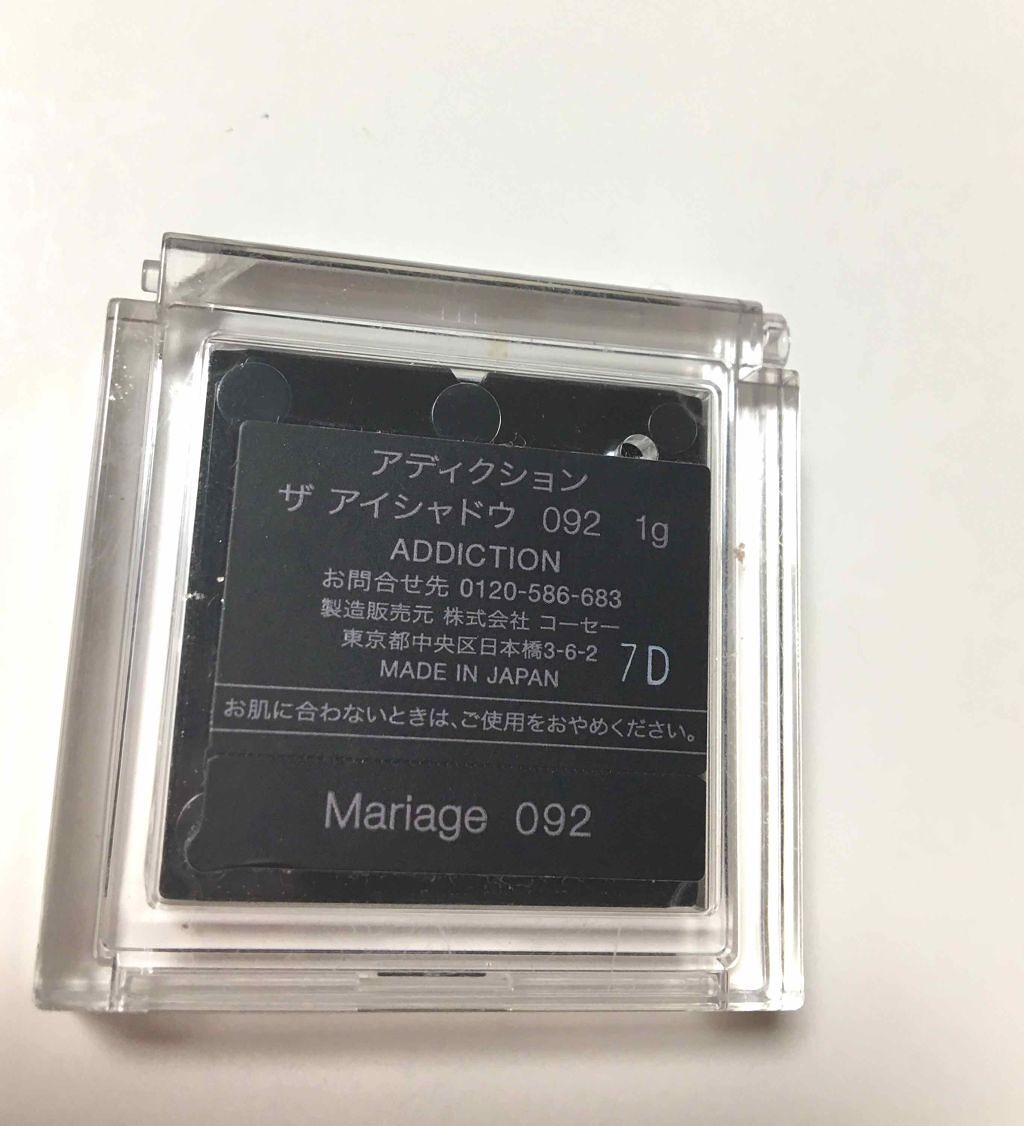 アディクション
ザ アイシャドウ 092 1g
ADDICTION
お問合せ先 0120-586-683
製造販売元 株式会社 コーセー
東京都中央区日本橋3-6-2
7D
MADE IN JAPAN
お肌に合わないときは、ご使用をおやめください。
Mariage 092